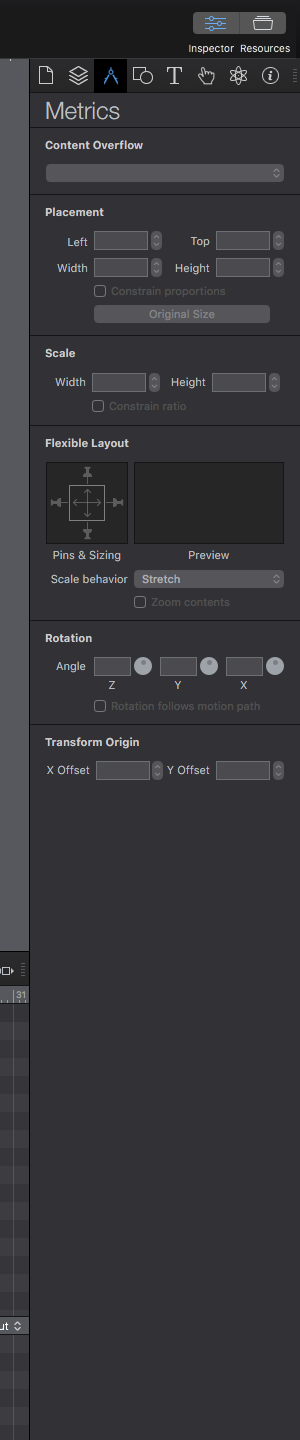 Inspector Resources
Metrics
Content Overflow
Placement
Left Top
Width Height
Constrain proportions
Original Size
Scale
Width Height
Constrain ratio
Flexible Layout
Pins & Sizing Preview
Scale behavior Stretch
Zoom contents
Rotation
Angle
Z Y X
Rotation follows motion path
Transform Origin
X Offset Y Offset
31
ut